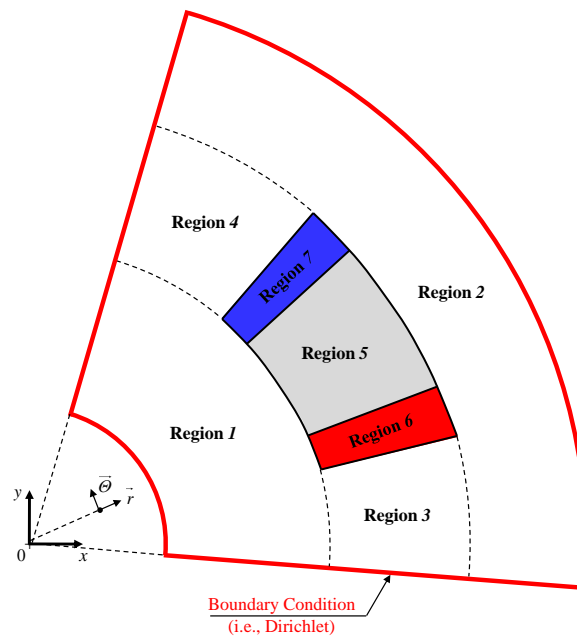 Region 4
Region 7
Region 2
Region 5
Region 1
Region 6
Region 3
Θ
r
y
0
x
Boundary Condition
(i.e., Dirichlet)